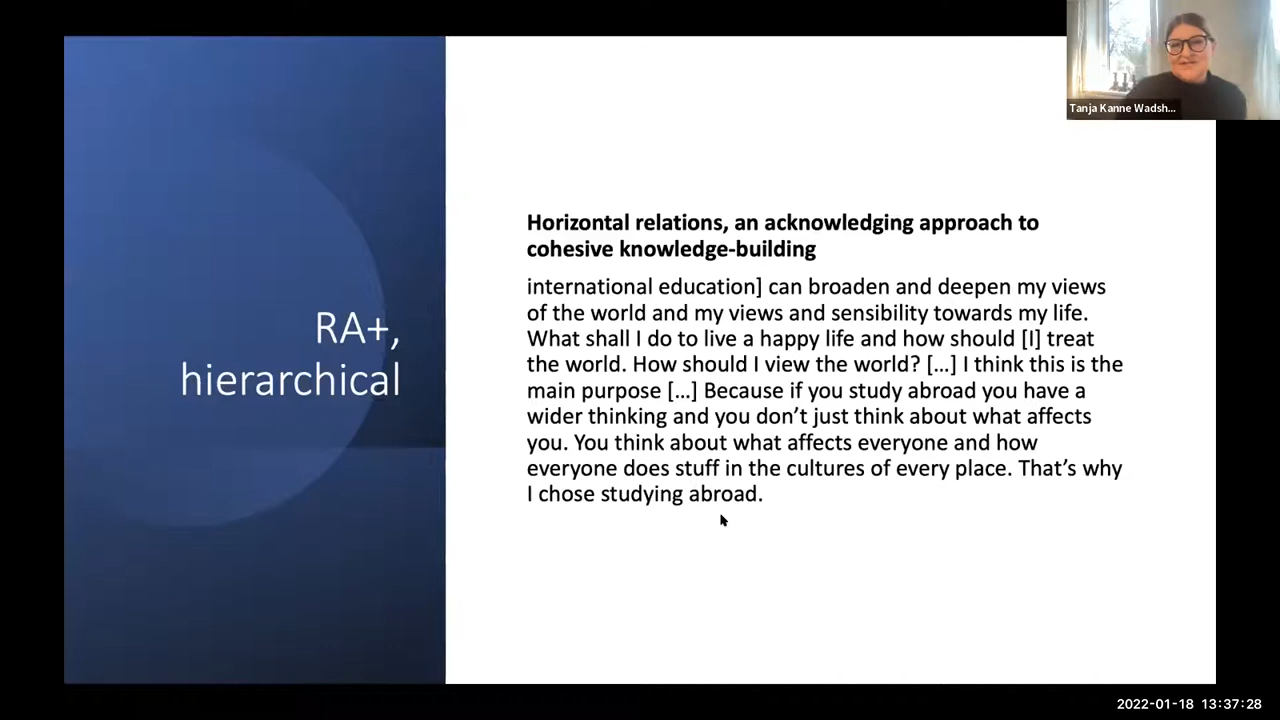 Tanja Kanne Wadsh...
RA+,
hierarchical
Horizontal relations, an acknowledging approach to
cohesive knowledge-building
international education] can broaden and deepen my views
of the world and my views and sensibility towards my life.
What shall I do to live a happy life and how should [I] treat
the world. How should I view the world? […] I think this is the
main purpose […] Because if you study abroad you have a
wider thinking and you don’t just think about what affects
you. You think about what affects everyone and how
everyone does stuff in the cultures of every place. That’s why
I chose studying abroad.
2022-01-18 13:37:28